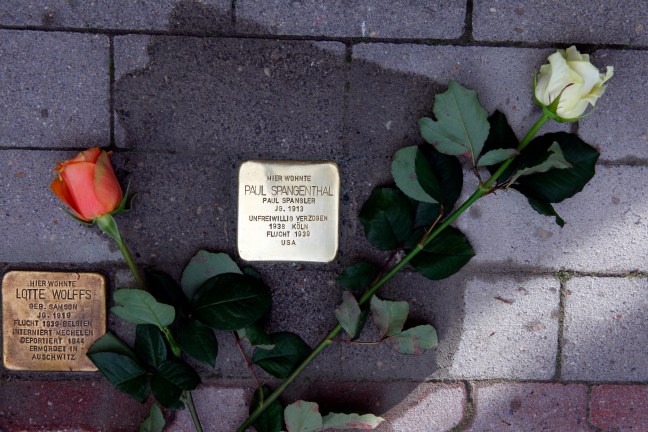 HIER WOHNTE
PAUL SPANGENTHAL
PAUL SPANGLER
JG. 1913
UNFREIWILLIG VERZOGEN
1938 KÖLN
FLUCHT 1939
USA
HIER WOHNTE
LOTTE WOLFFS
GEB. SAMSON
JG. 1919
FLUCHT 1939 BELGIEN
INTERNIERT MECHELEN
DEPORTIERT 1944
ERMORDET IN
AUSCHWITZ